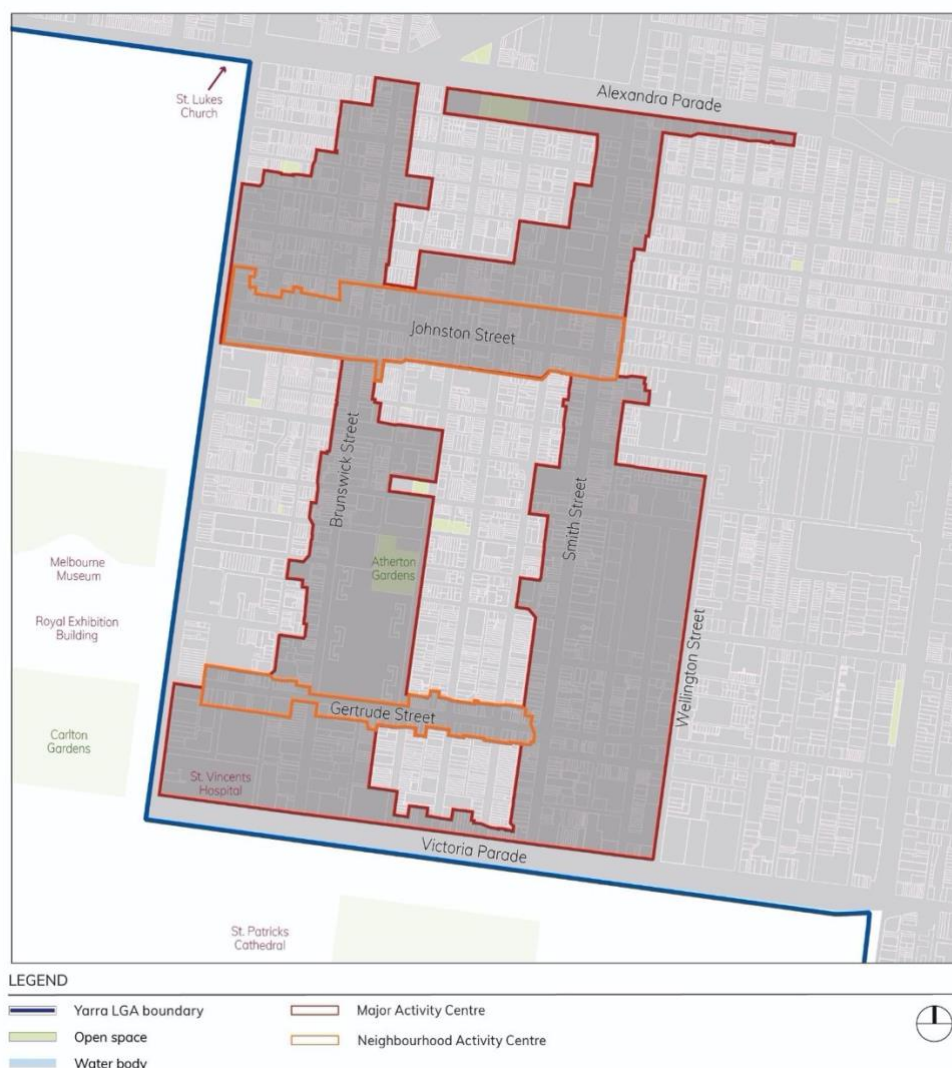 Alexandra Parade
St. Lukes
Church
Johnston Street
Brunswick Street
Smith Street
Atherton
Gardens
Melbourne
Museum
Royal Exhibition
Building
Wellington Street
Gertrude Street
Carlton
Gardens
St. Vincents
Hospital
Victoria Parade
St. Patricks
Cathedral
LEGEND
Yarra LGA boundary
Major Activity Centre
Open space
Neighbourhood Activity Centre
Water body